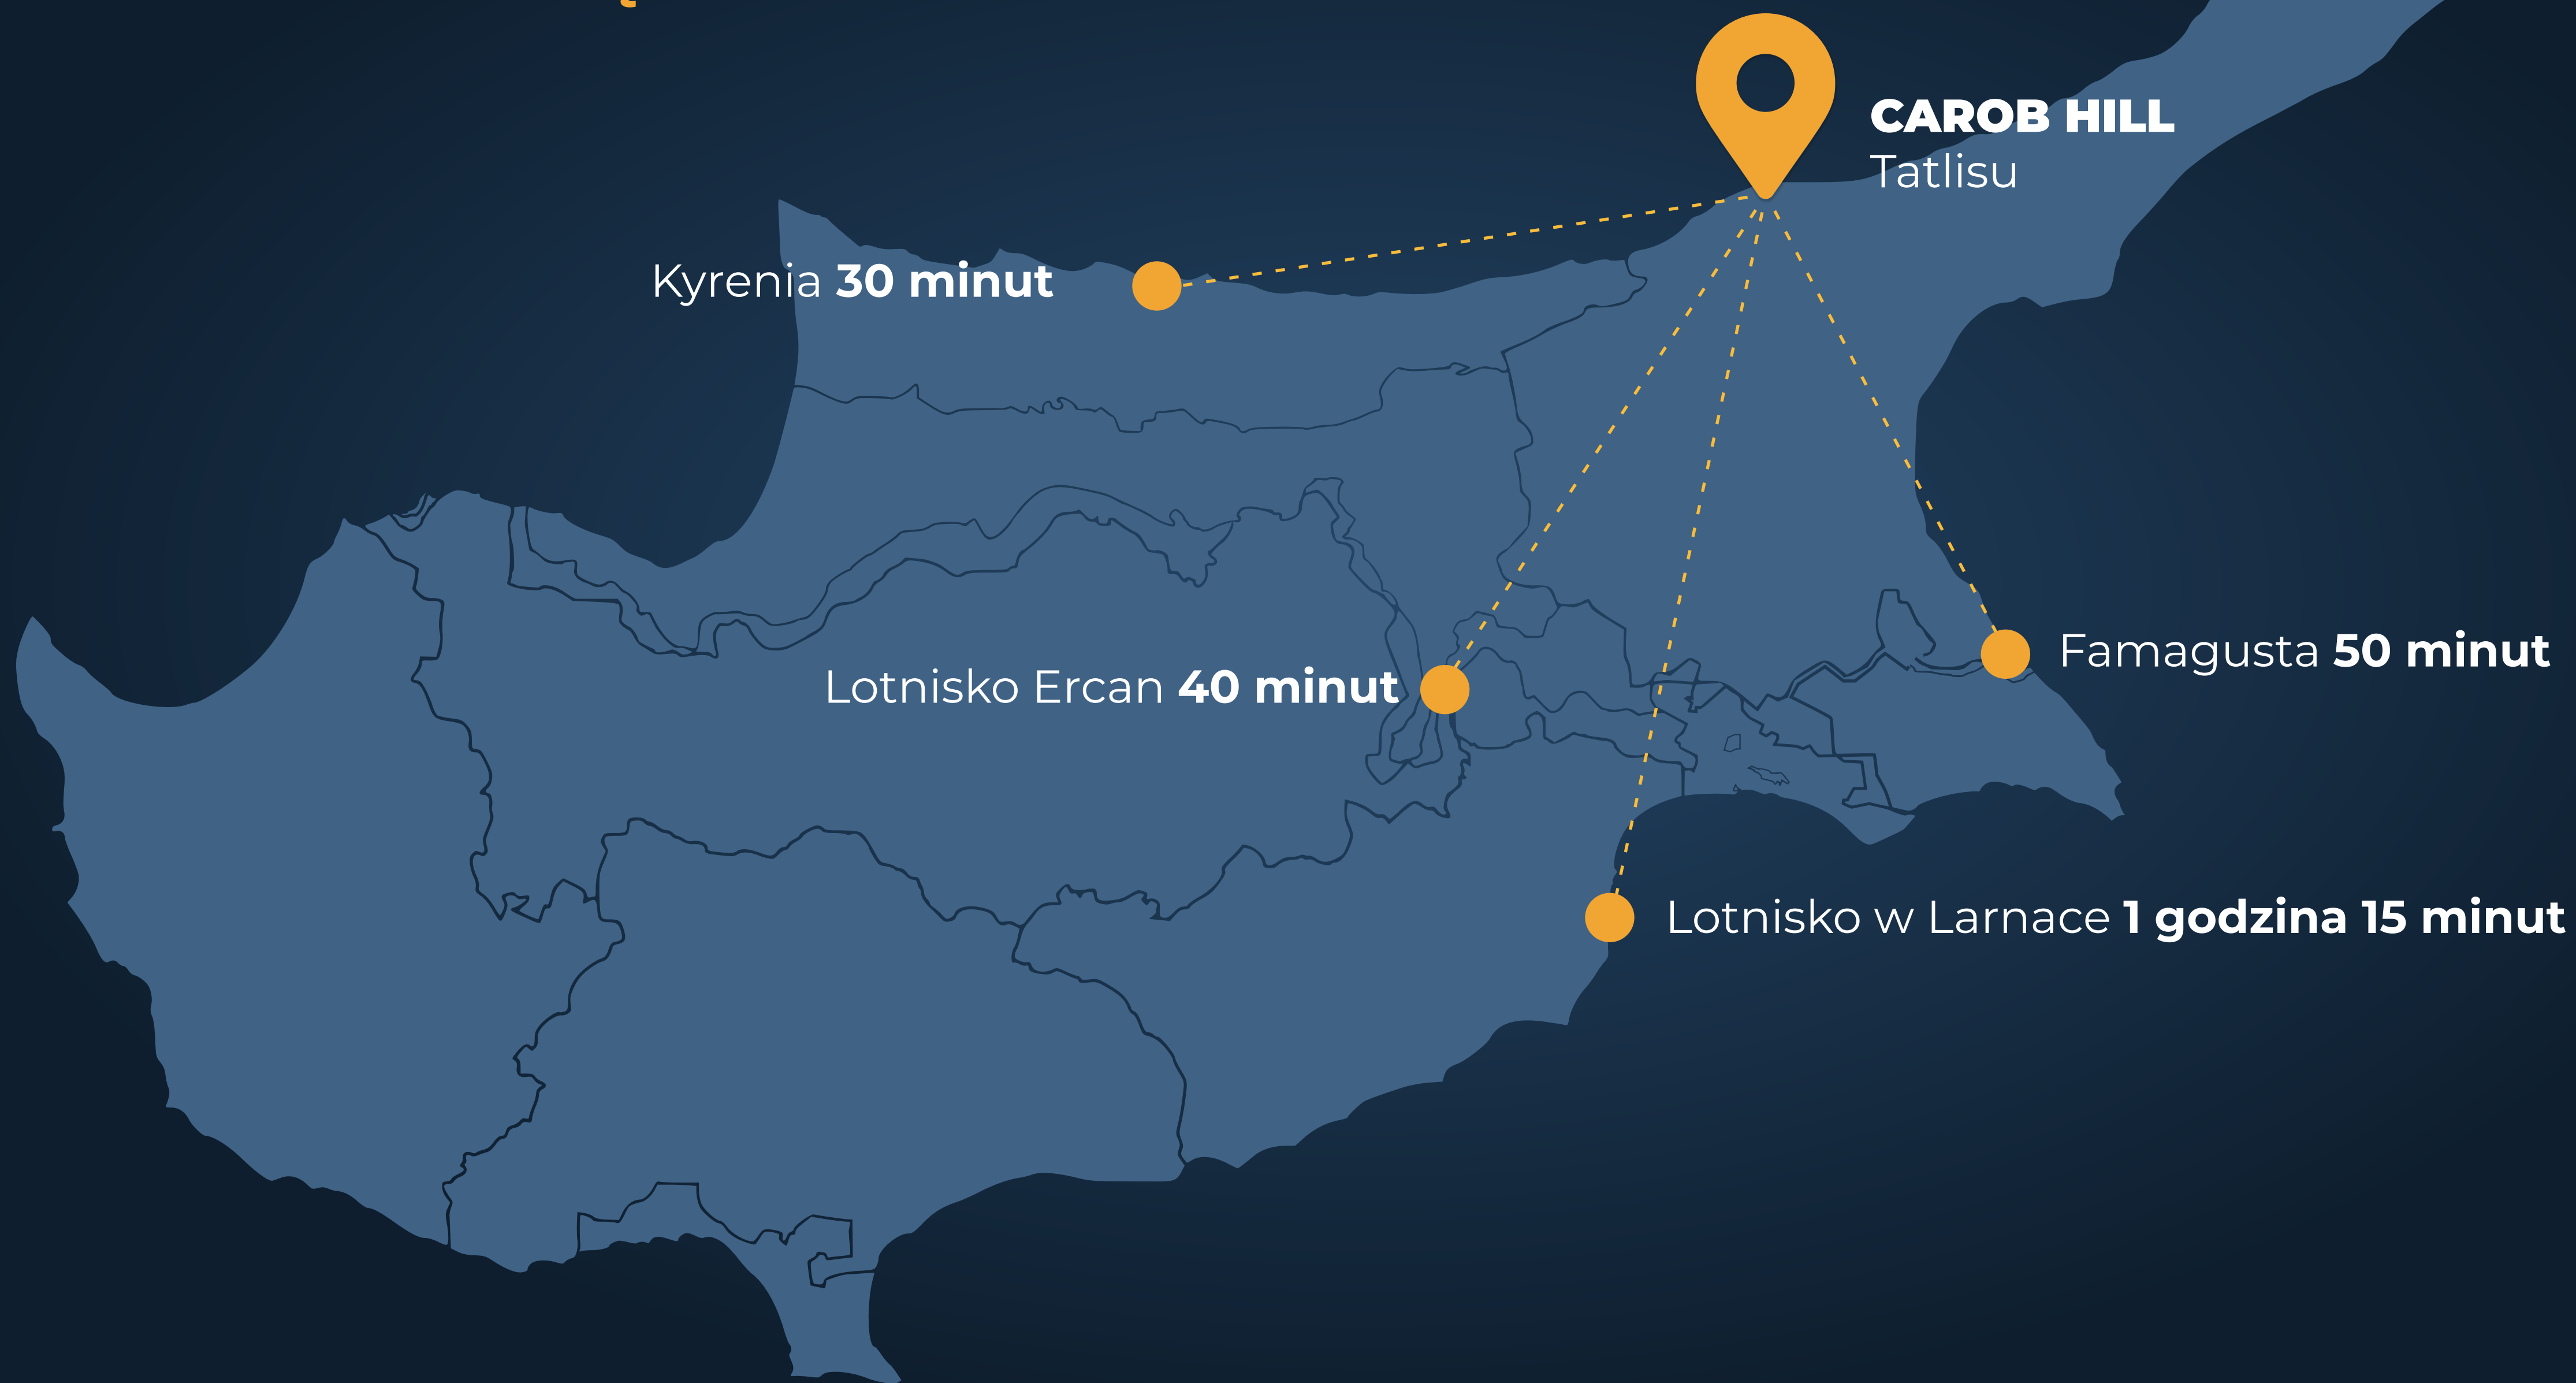 CAROB HILL
Tatlisu
Kyrenia 30 minut
Famagusta 50 minut
Lotnisko Ercan 40 minut
Lotnisko w Larnace 1 godzina 15 minut